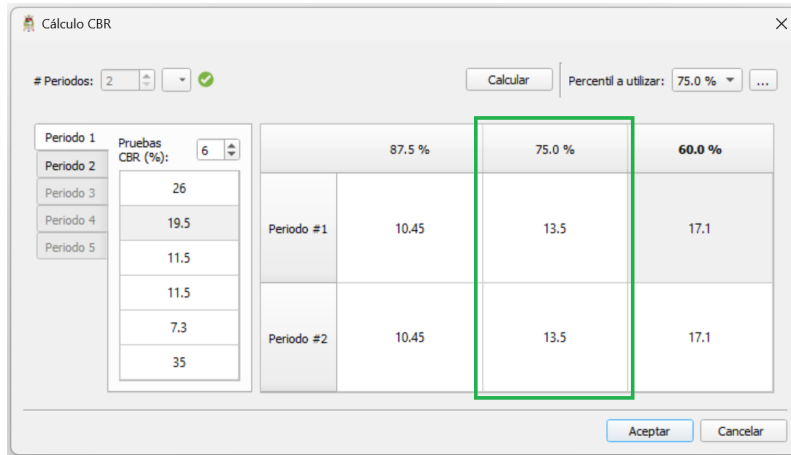 Cálculo CBR
# Periodos: 2
Calcular
Percentil a utilizar: 75.0 % ...
Periodo 1
Periodo 2
Periodo 3
Periodo 4
Periodo 5
Pruebas
CBR (%): 6
26
19.5
11.5
11.5
7.3
35
87.5 % 75.0 % 60.0 %
Periodo #1 10.45 13.5 17.1
Periodo #2 10.45 13.5 17.1
Aceptar Cancelar